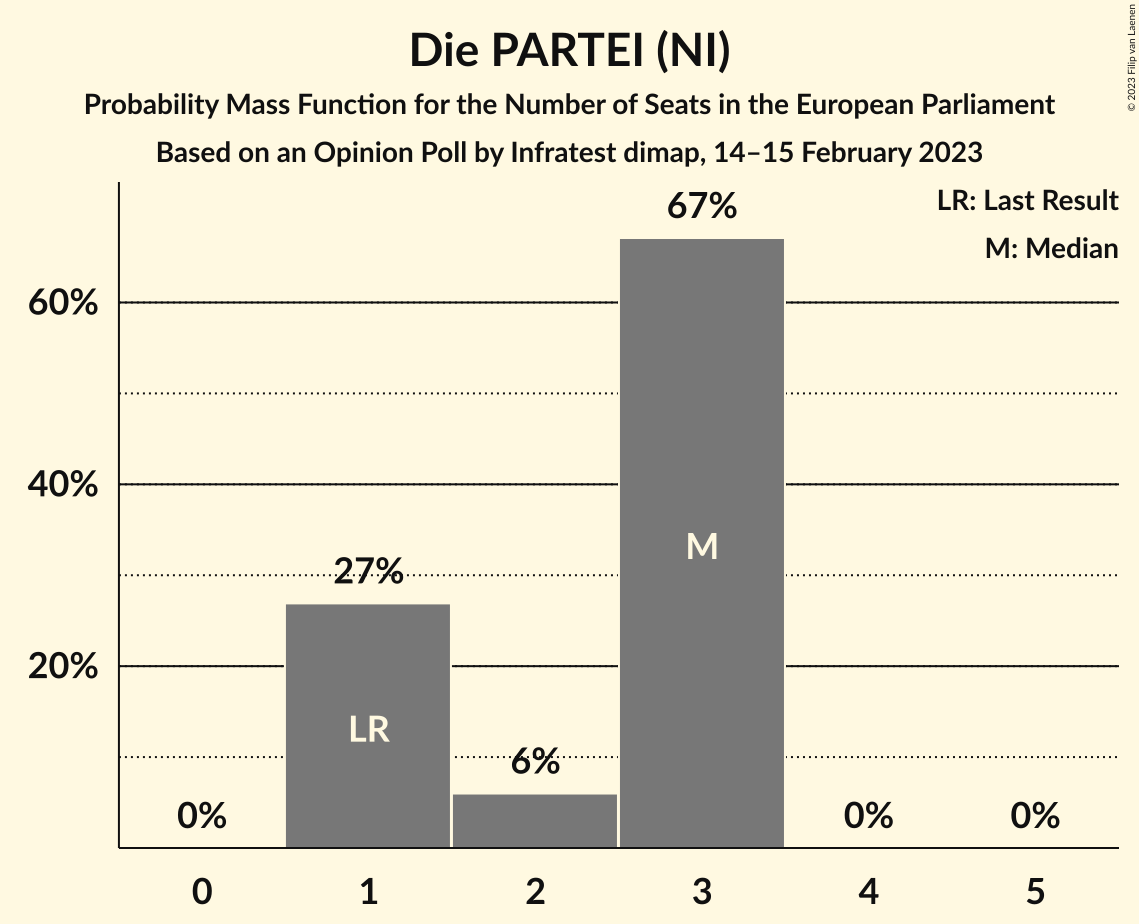 Die PARTEI (NI)
Probability Mass Function for the Number of Seats in the European Parliament
Based on an Opinion Poll by Infratest dimap, 14–15 February 2023
© 2023 Filip van Laenen
LR: Last Result
M: Median
67%
60%
40%
M
27%
20%
LR
6%
0%
0%
0%
0
1
2
3
4
5